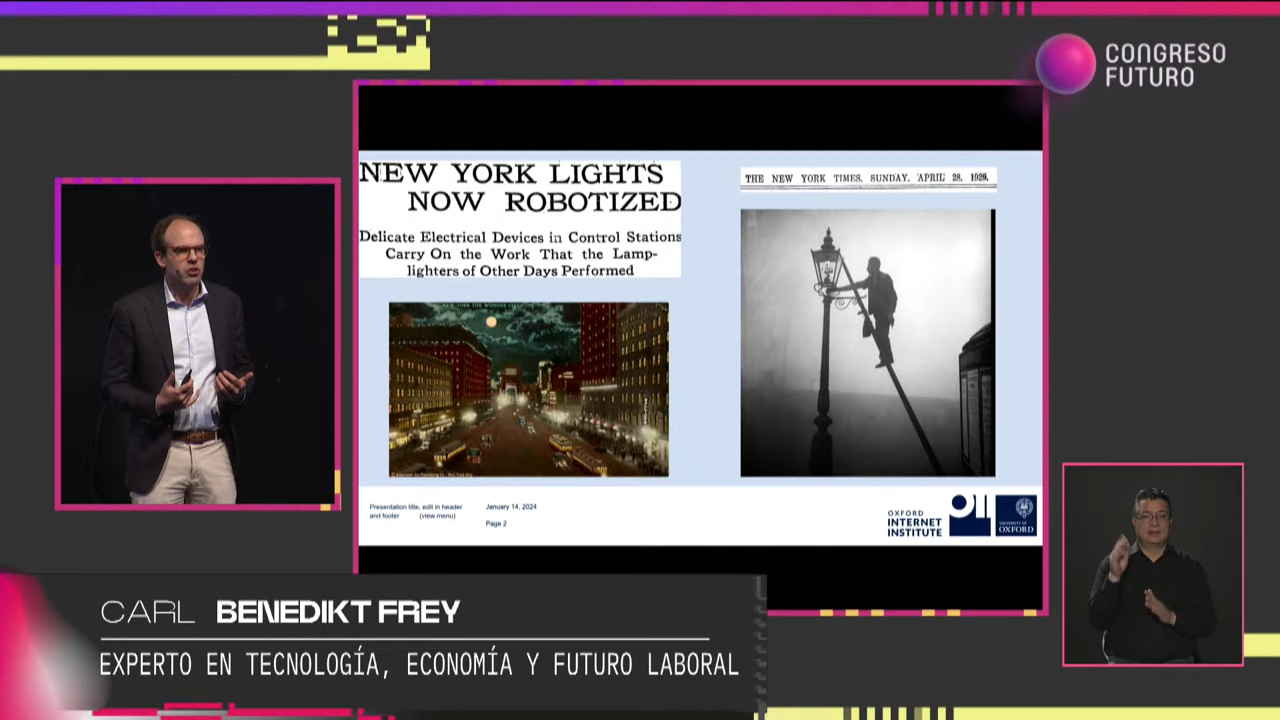 CONGRESO
FUTURO
NEW YORK LIGHTS
NOW ROBOTIZED
Delicate Electrical Devices in Control Stations
Carry On the Work That the Lamp-
lighters of Other Days Performed
THE NEW YORK TIMES, SUNDAY, APRIL 28, 1929.
Presentation title, edit in header
and footer (view menu)
January 14, 2024
Page 2
OXFORD
INTERNET
INSTITUTE
OII
UNIVERSITY OF
OXFORD
CARL BENEDIKT FREY
EXPERTO EN TECNOLOGÍA, ECONOMÍA Y FUTURO LABORAL